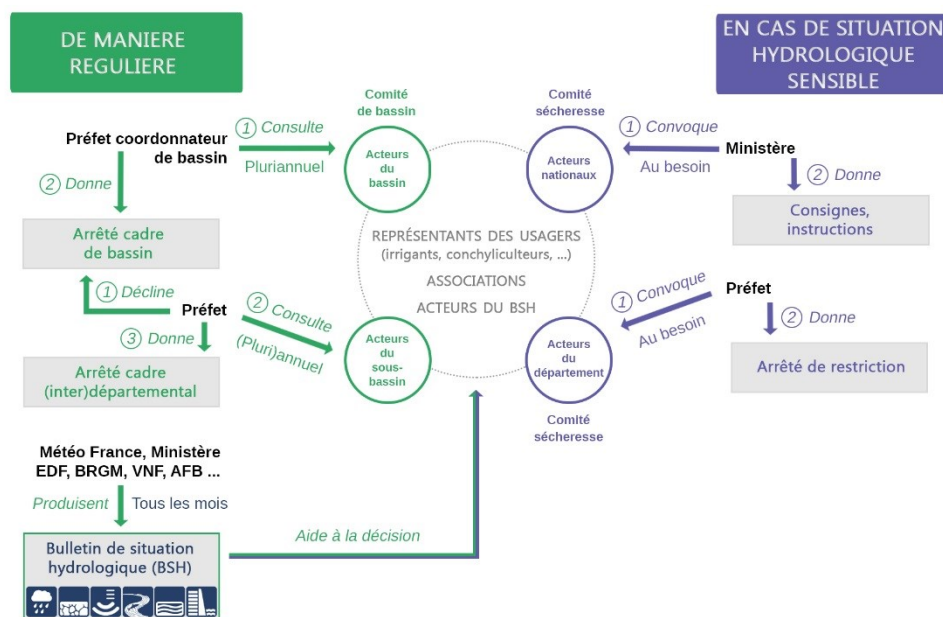 DE MANIERE
REGULIERE
EN CAS DE SITUATION
HYDROLOGIQUE
SENSIBLE
Préfet coordonnateur
de bassin
1 Consulte
Pluriannuel
2 Donne
Arrêté cadre
de bassin
1 Décline
Préfet
2 Consulte
(Pluri)annuel
3 Donne
Arrêté cadre
(inter)départemental
Comité
de bassin
Acteurs
du
bassin
Comité
sécheresse
Acteurs
nationaux
REPRÉSENTANTS DES USAGERS
(irrigants, conchyliculteurs, ...)
ASSOCIATIONS
ACTEURS DU BSH
Acteurs
du
sous-
bassin
Acteurs
du
département
Comité
sécheresse
1 Convoque
Au besoin
Ministère
2 Donne
Consignes,
instructions
1 Convoque
Au besoin
Préfet
2 Donne
Arrêté de restriction
Météo France, Ministère
EDF, BRGM, VNF, AFB ...
Produisent
Tous les mois
Bulletin de situation
hydrologique (BSH)
Aide à la décision